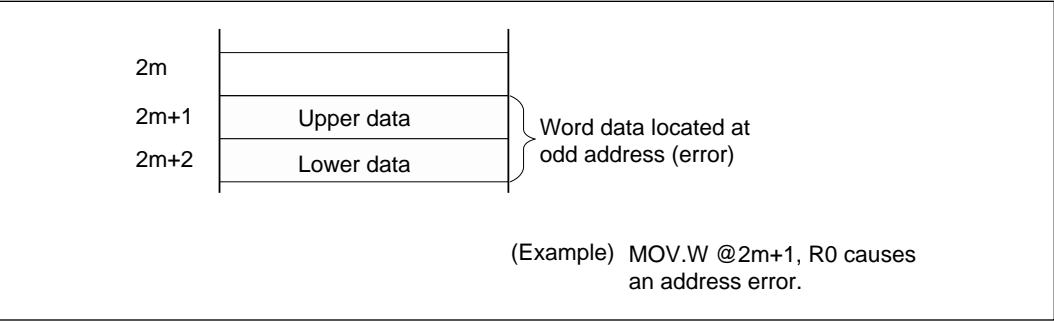 2m
2m+1
Upper data
2m+2
Lower data
Word data located at
odd address (error)
(Example) MOV.W @2m+1, R0 causes
an address error.